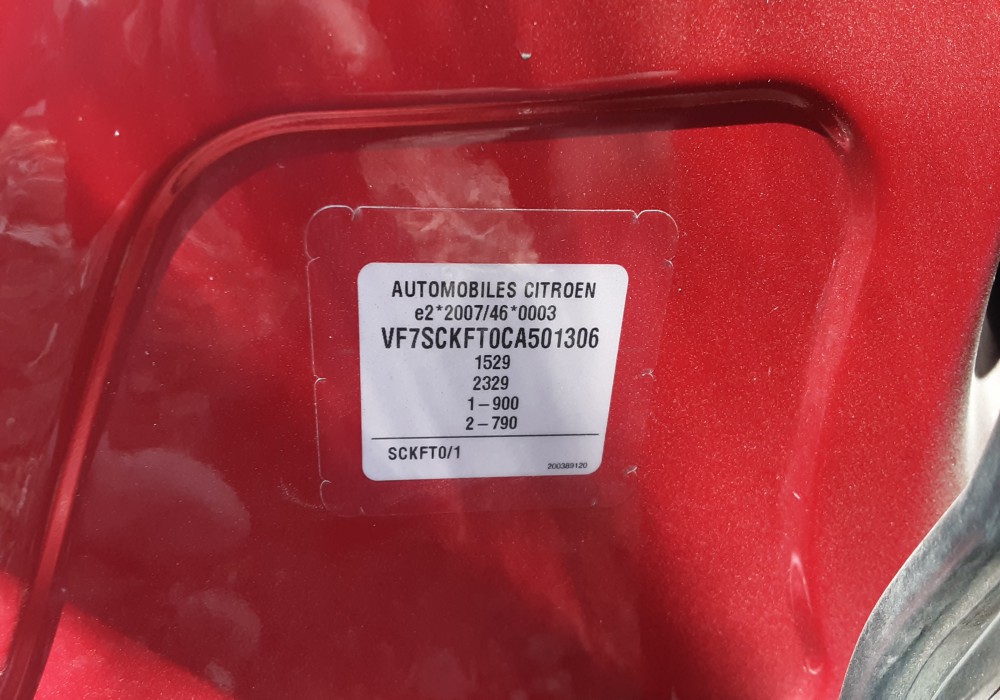 AUTOMOBILES CITROEN
e2*2007/46*0003
VF7SCKFT0CA501306
1529
2329
1-900
2-790
SCKFT0/1
200389120